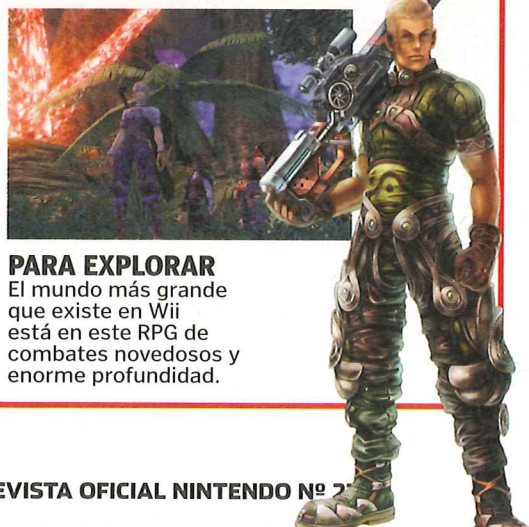 PARA EXPLORAR
El mundo más grande
que existe en Wii
está en este RPG de
combates novedosos y
enorme profundidad.
EVISTA OFICIAL NINTENDO Nº